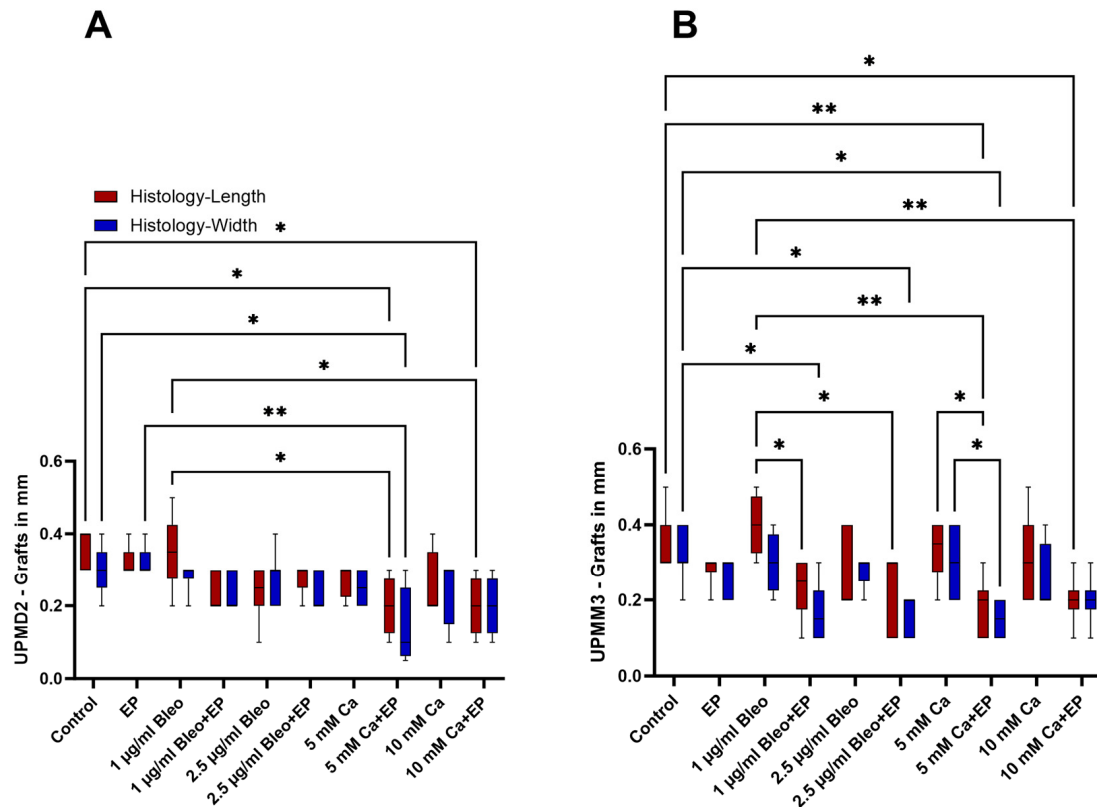 A
Histology-Length
Histology-Width
*
*
*
*
**
*
UPMD2 - Grafts in mm
0.6
0.4
0.2
0.0
Control
EP
1 µg/ml Bleo
1 µg/ml Bleo+EP
2.5 µg/ml Bleo
2.5 µg/ml Bleo+EP
5 mM Ca
5 mM Ca+EP
10 mM Ca
10 mM Ca+EP
B
*
**
*
**
*
**
*
* *
* *
UPMM3 - Grafts in mm
0.6
0.4
0.2
0.0
Control
EP
1 µg/ml Bleo
1 µg/ml Bleo+EP
2.5 µg/ml Bleo
2.5 µg/ml Bleo+EP
5 mM Ca
5 mM Ca+EP
10 mM Ca
10 mM Ca+EP